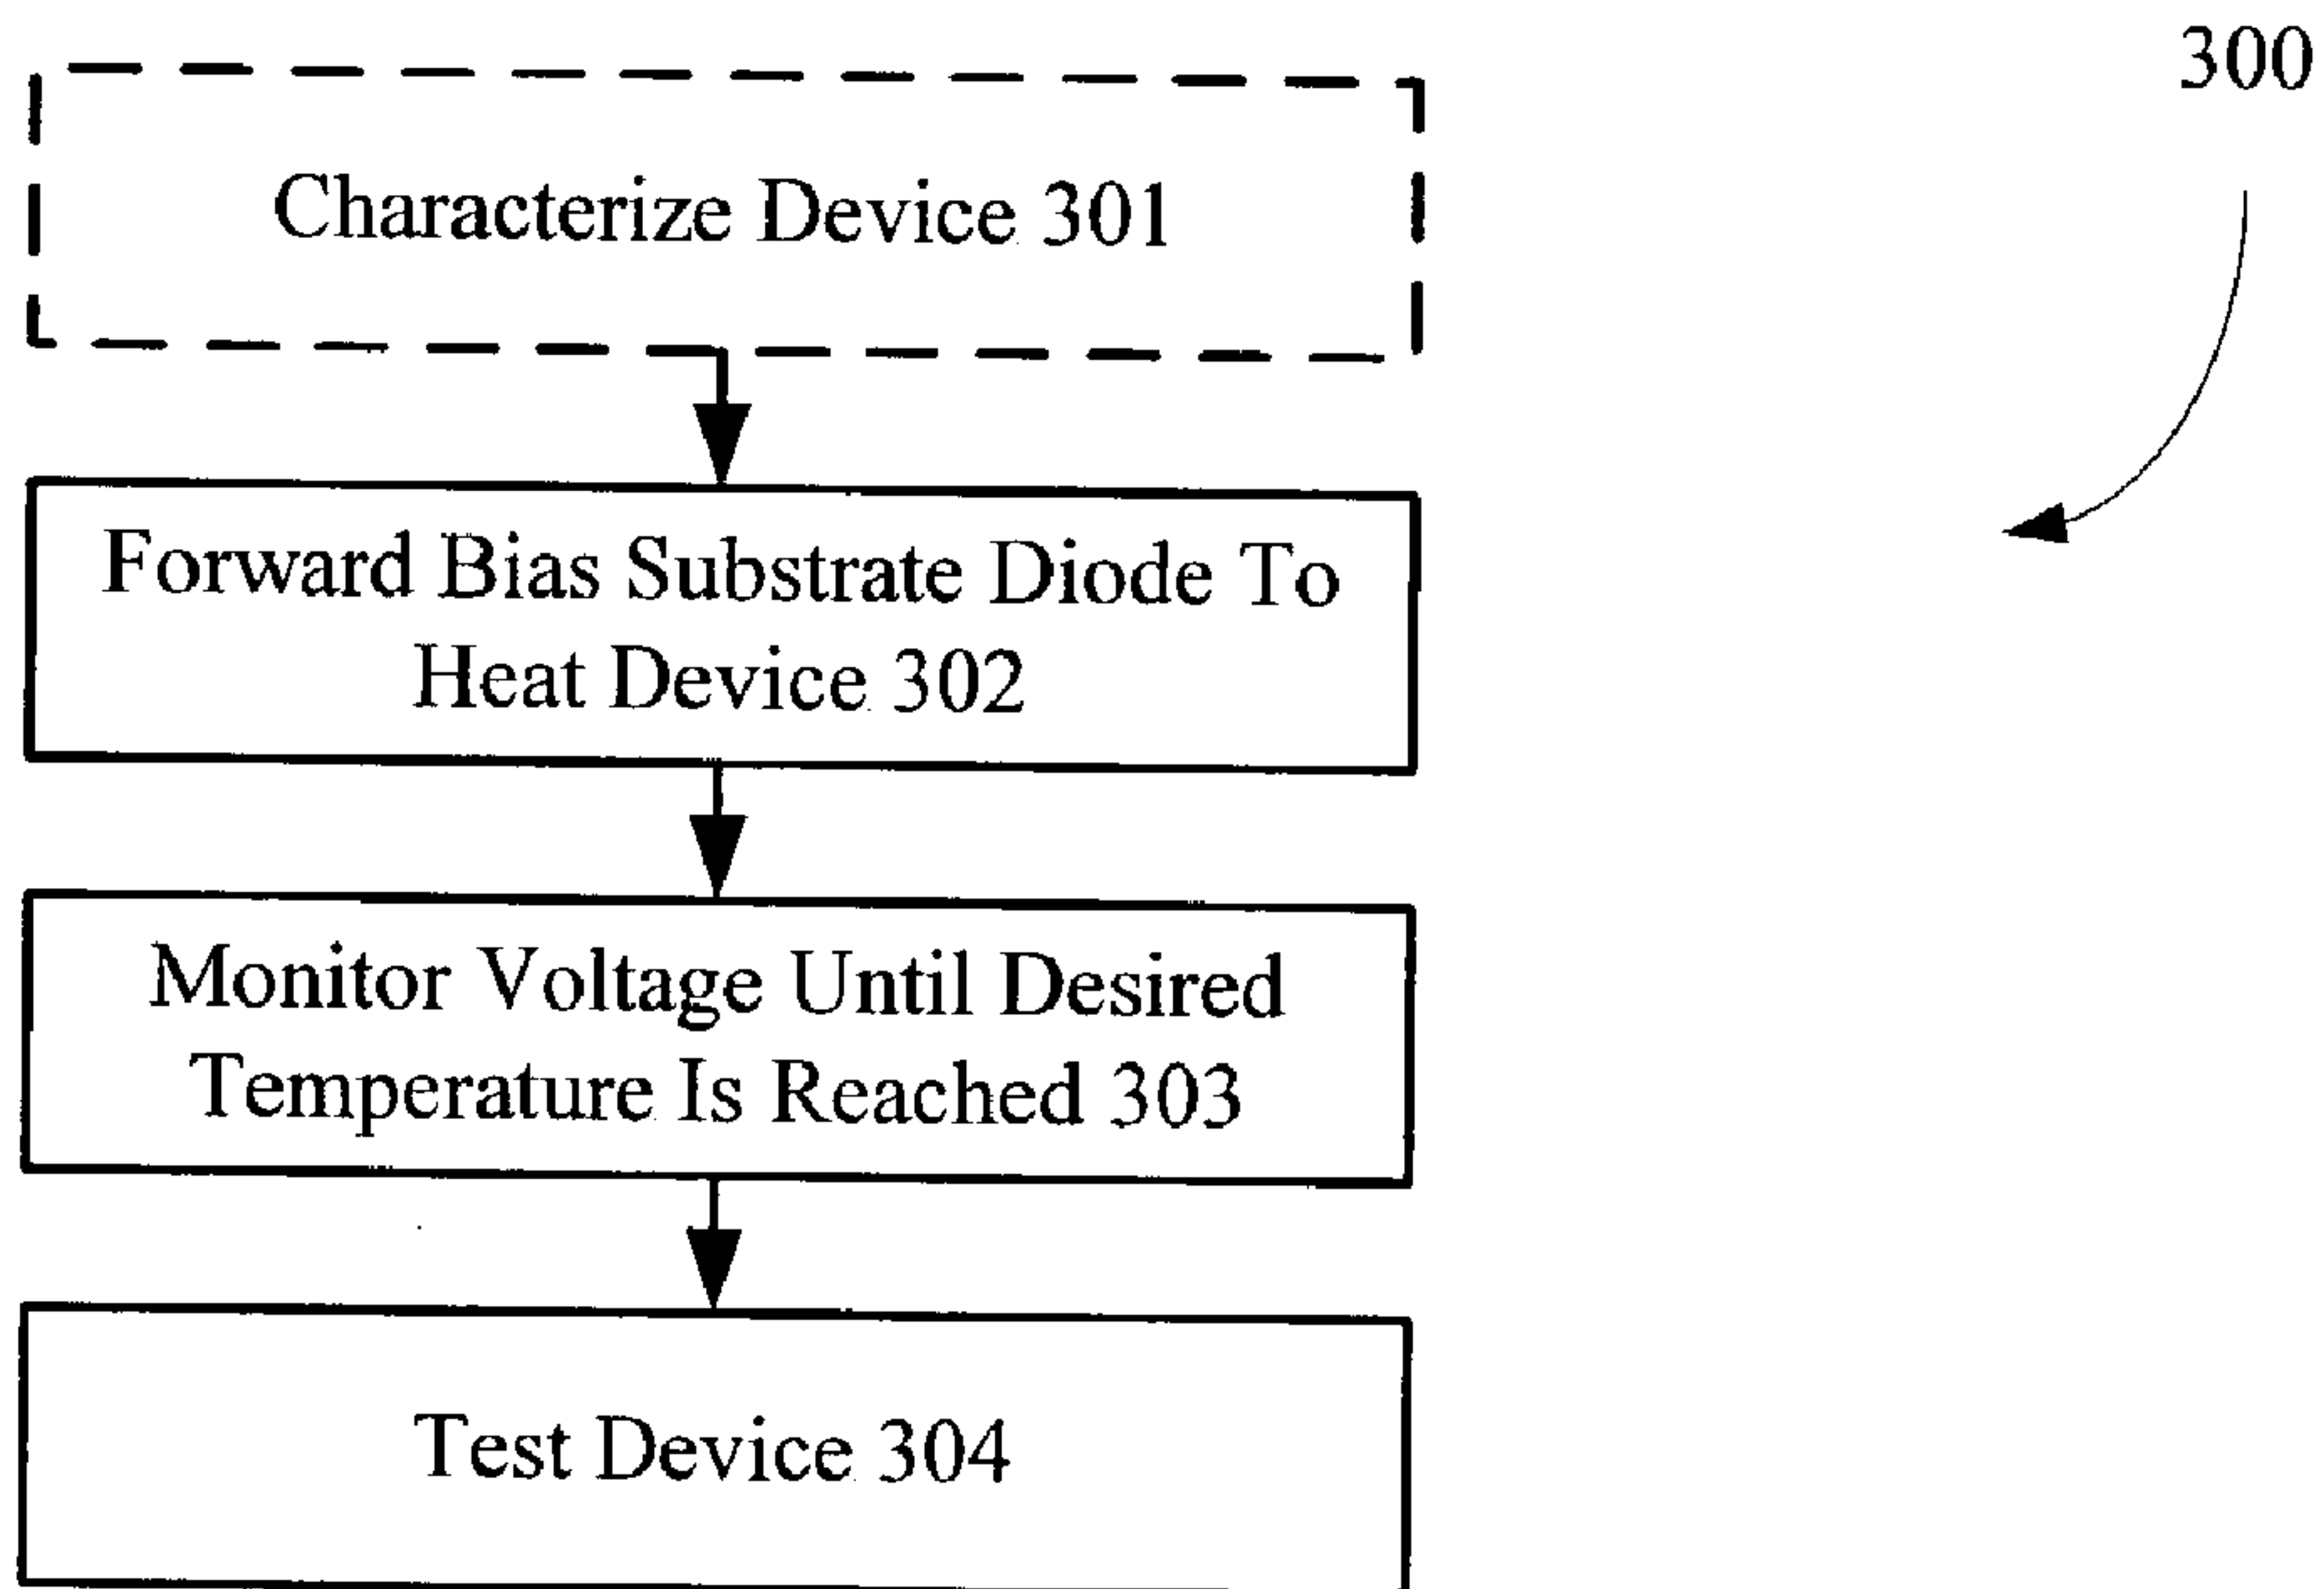 300
Characterize Device 301
Forward Bias Substrate Diode To
Heat Device 302
Monitor Voltage Until Desired
Temperature Is Reached 303
Test Device 304